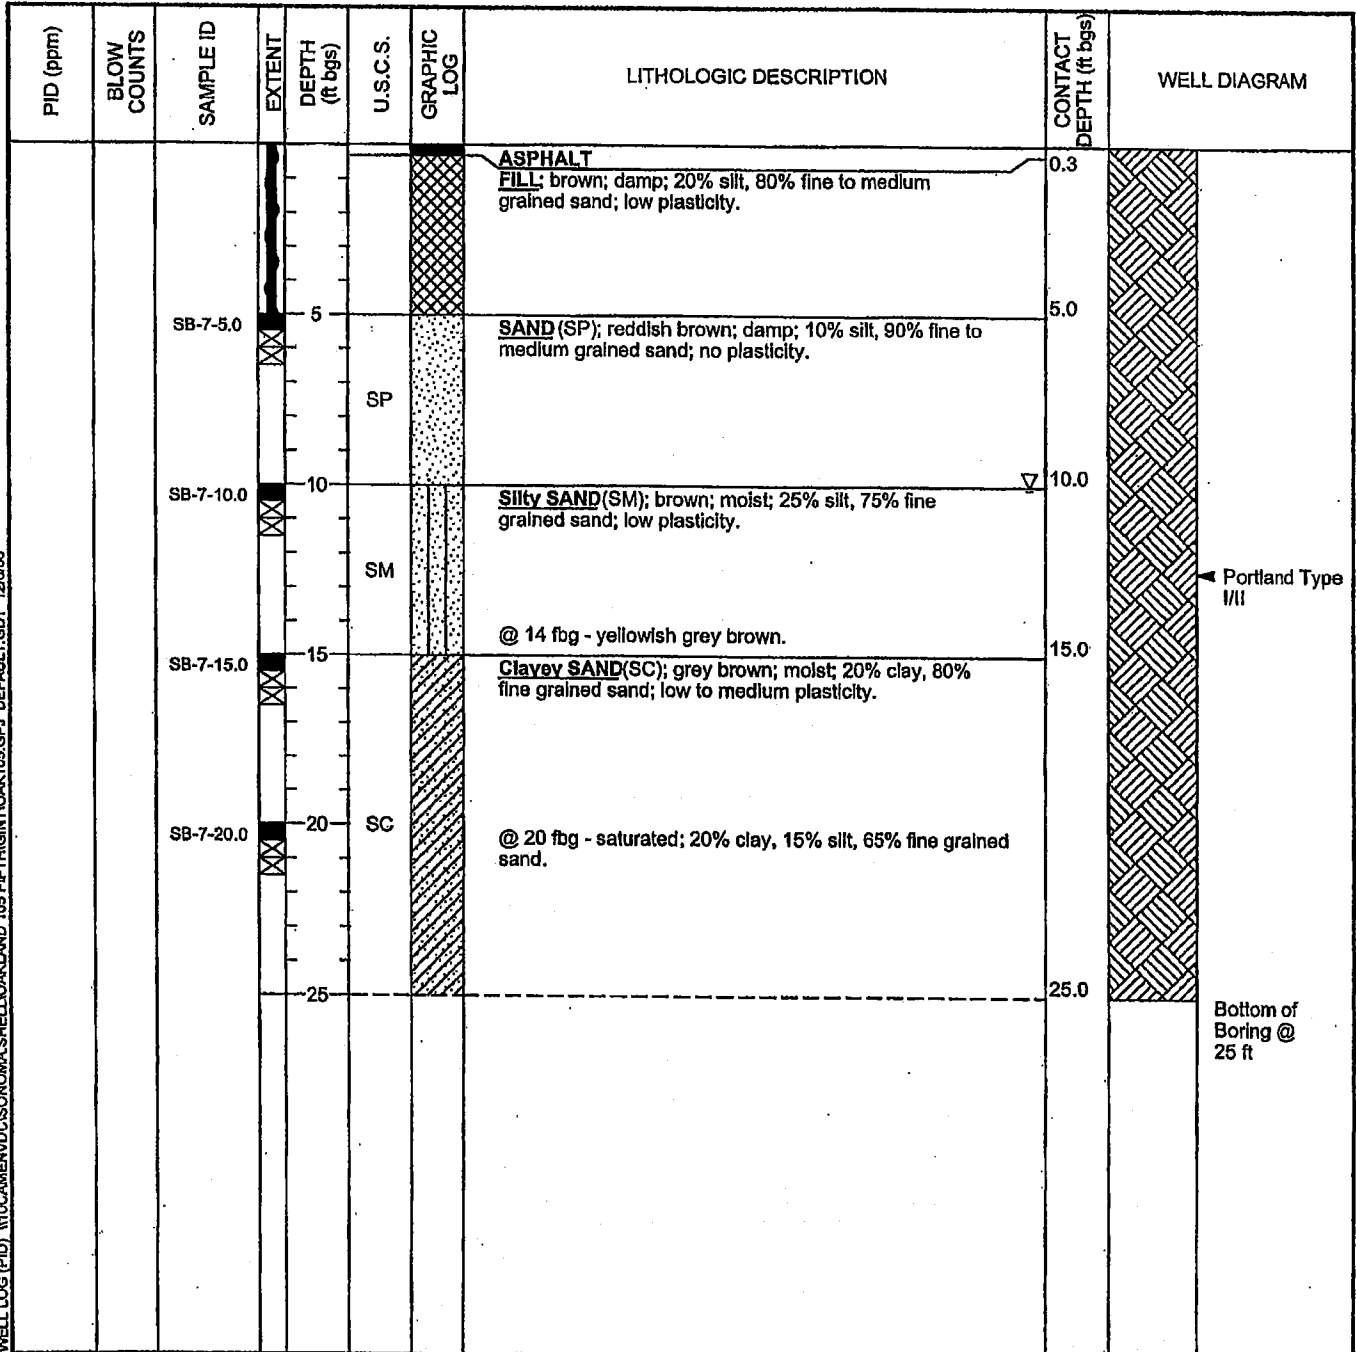 PID (ppm)
BLOW
COUNTS
SAMPLE ID
EXTENT
DEPTH
(ft bgs)
U.S.C.S.
GRAPHIC
LOG
LITHOLOGIC DESCRIPTION
CONTACT
DEPTH (ft bgs)
WELL DIAGRAM
ASPHALT
0.3
FILL; brown; damp; 20% silt, 80% fine to medium
grained sand; low plasticity.
SB-7-5.0
5
5.0
SAND (SP); reddish brown; damp; 10% silt, 90% fine to
medium grained sand; no plasticity.
SP
SB-7-10.0
10
10.0
Silty SAND(SM); brown; moist; 25% silt, 75% fine
grained sand; low plasticity.
SM
Portland Type
I/II
@ 14 fbg - yellowish grey brown.
SB-7-15.0
15
15.0
Clayey SAND(SC); grey brown; moist; 20% clay, 80%
fine grained sand; low to medium plasticity.
SB-7-20.0
20
SC
@ 20 fbg - saturated; 20% clay, 15% silt, 65% fine grained
sand.
25
25.0
Bottom of
Boring @
25 ft
WELL LOG (PID)